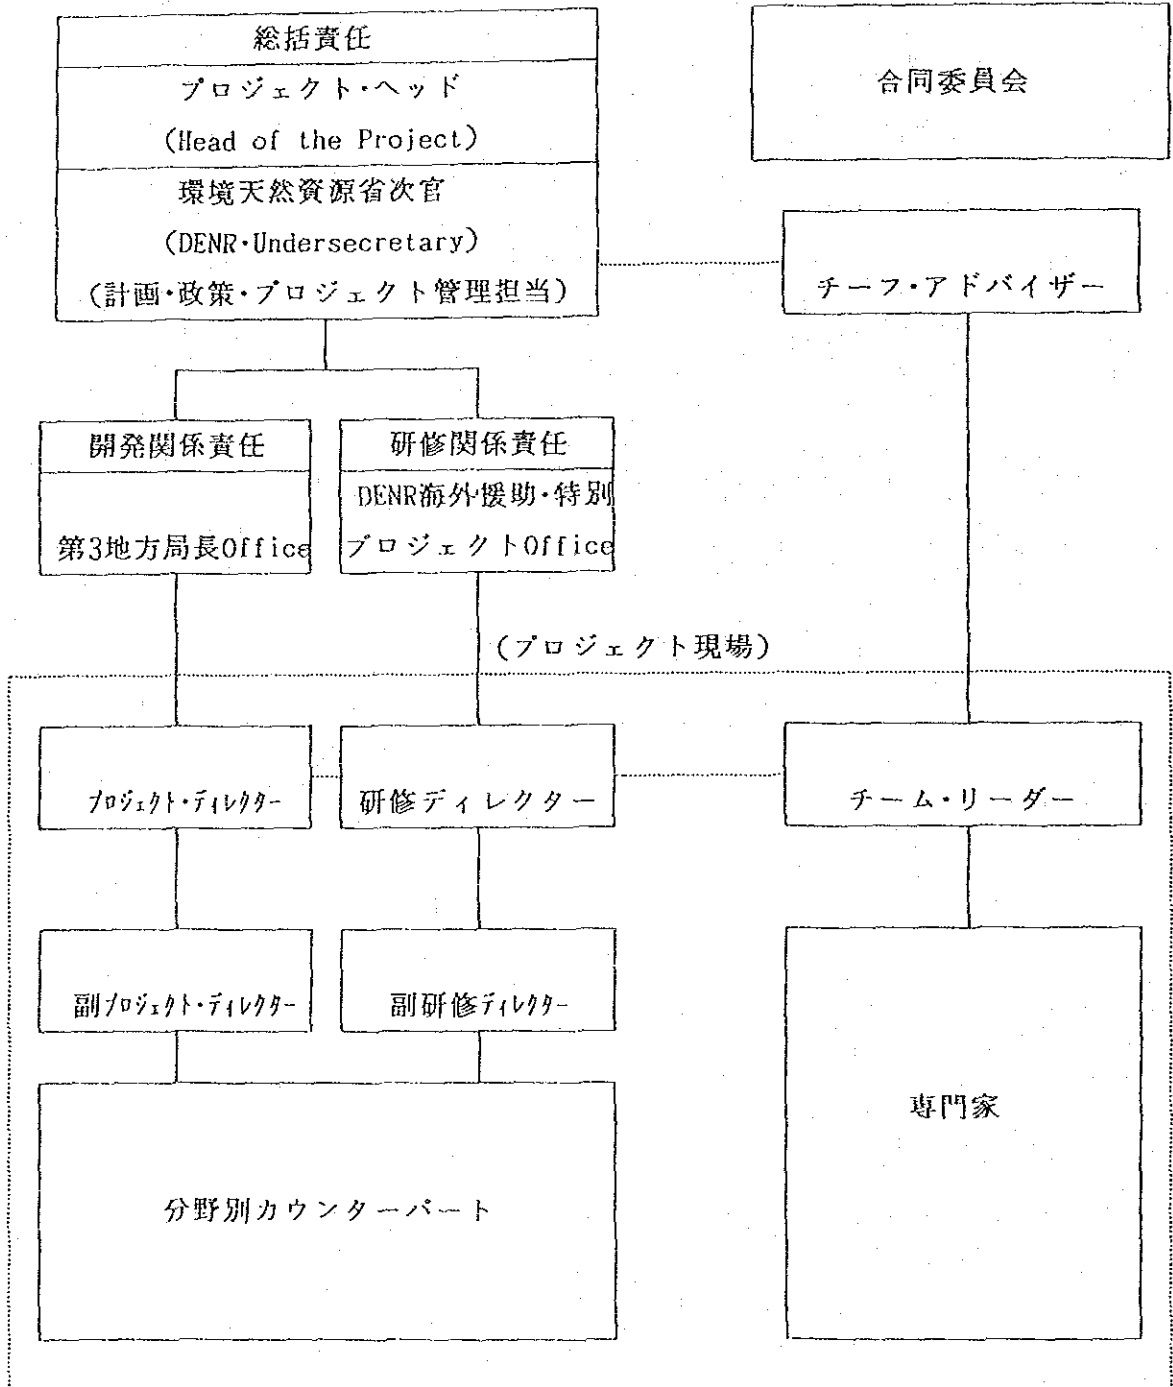 総括責任
プロジェクト・ヘッド
(Head of the Project)
環境天然資源省次官
(DENR・Undersecretary)
(計画・政策・プロジェクト管理担当)
合同委員会
チーフ・アドバイザー
開発関係責任
第3地方局長Office
研修関係責任
DENR海外援助・特別
プロジェクトOffice
(プロジェクト現場)
プロジェクト・ディレクター
研修ディレクター
チーム・リーダー
副プロジェクト・ディレクター
副研修ディレクター
分野別カウンターパート
専門家